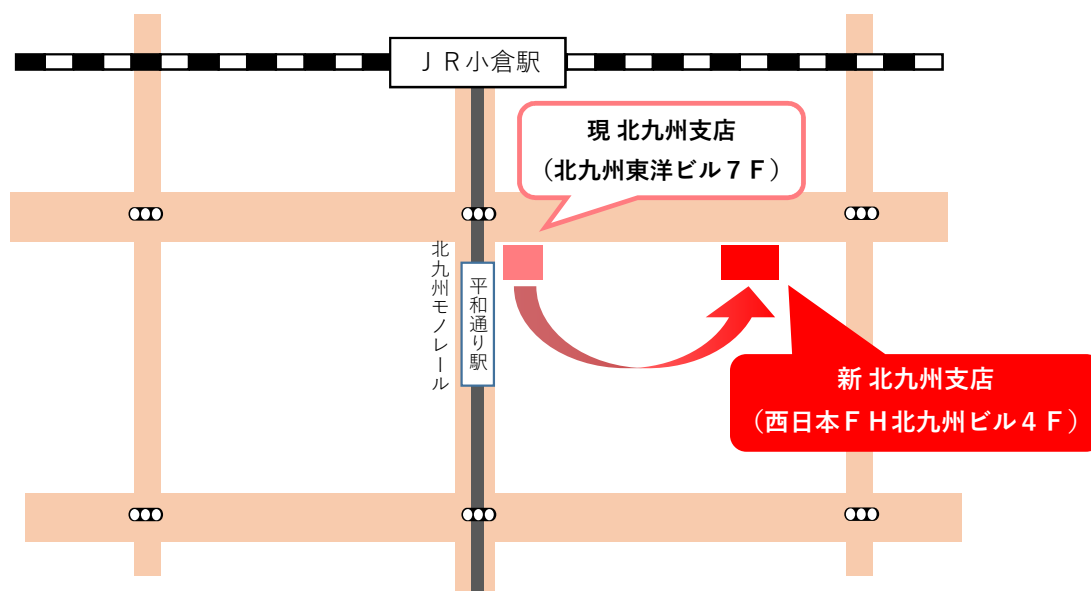 ＪＲ小倉駅
現 北九州支店
（北九州東洋ビル７Ｆ）
北九州モノレール
平和通り駅
新 北九州支店
（西日本ＦＨ北九州ビル４Ｆ）